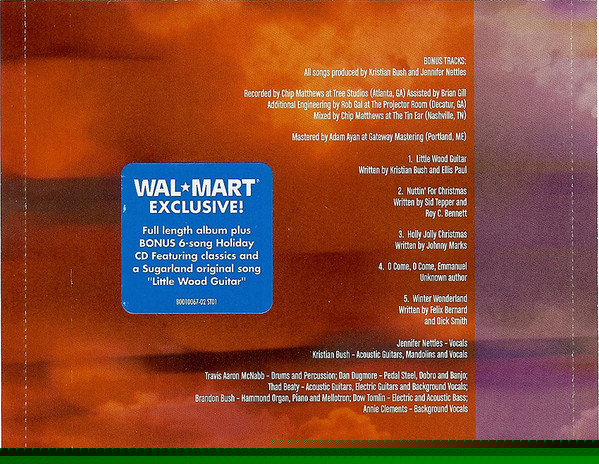 BONUS TRACKS:
All songs produced by Kristian Bush and Jennifer Nettles
Recorded by Chip Matthews at Tree Studios (Atlanta, GA) Assisted by Brian Gill
Additional Engineering by Rob Gal at The Projector Room (Decatur, GA)
Mixed by Chip Matthews at The Tin Ear (Nashville, TN)
Mastered by Adam Ayan at Gateway Mastering (Portland, ME)
1. Little Wood Guitar
Written by Kristian Bush and Ellis Paul
2. Nuttin' For Christmas
Written by Sid Tepper and
Roy C. Bennett
3. Holly Jolly Christmas
Written by Johnny Marks
4. O Come, O Come, Emmanuel
Unknown author
5. Winter Wonderland
Written by Felix Bernard
and Dick Smith
Jennifer Nettles - Vocals
Kristian Bush - Acoustic Guitars, Mandolins and Vocals
Travis Aaron McNabb - Drums and Percussion; Dan Dugmore - Pedal Steel, Dobro and Banjo;
Thad Beaty - Acoustic Guitars, Electric Guitars and Background Vocals;
Brandon Bush - Hammond Organ, Piano and Mellotron; Dow Tomlin - Electric and Acoustic Bass;
Annie Clements - Background Vocals
WAL★MART®
EXCLUSIVE!
Full length album plus
BONUS 6-song Holiday
CD Featuring classics and
a Sugarland original song
"Little Wood Guitar"
B0010067-02 ST01